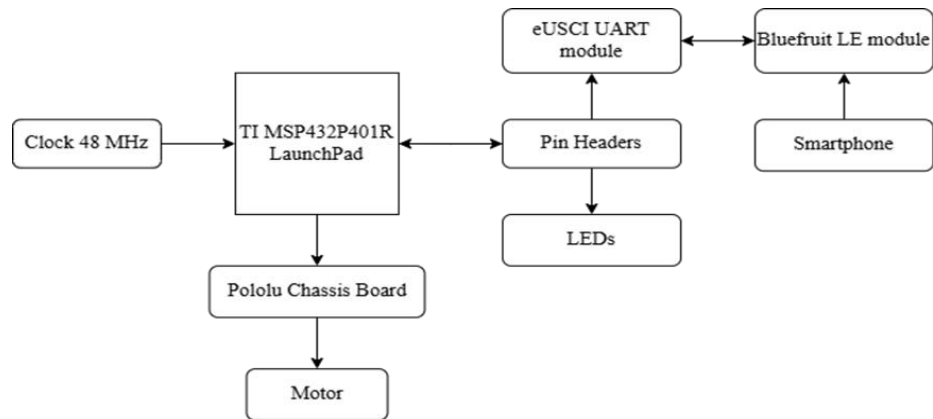 eUSCI UART
module
Bluefruit LE module
Clock 48 MHz
TI MSP432P401R
LaunchPad
Pin Headers
Smartphone
LEDs
Pololu Chassis Board
Motor